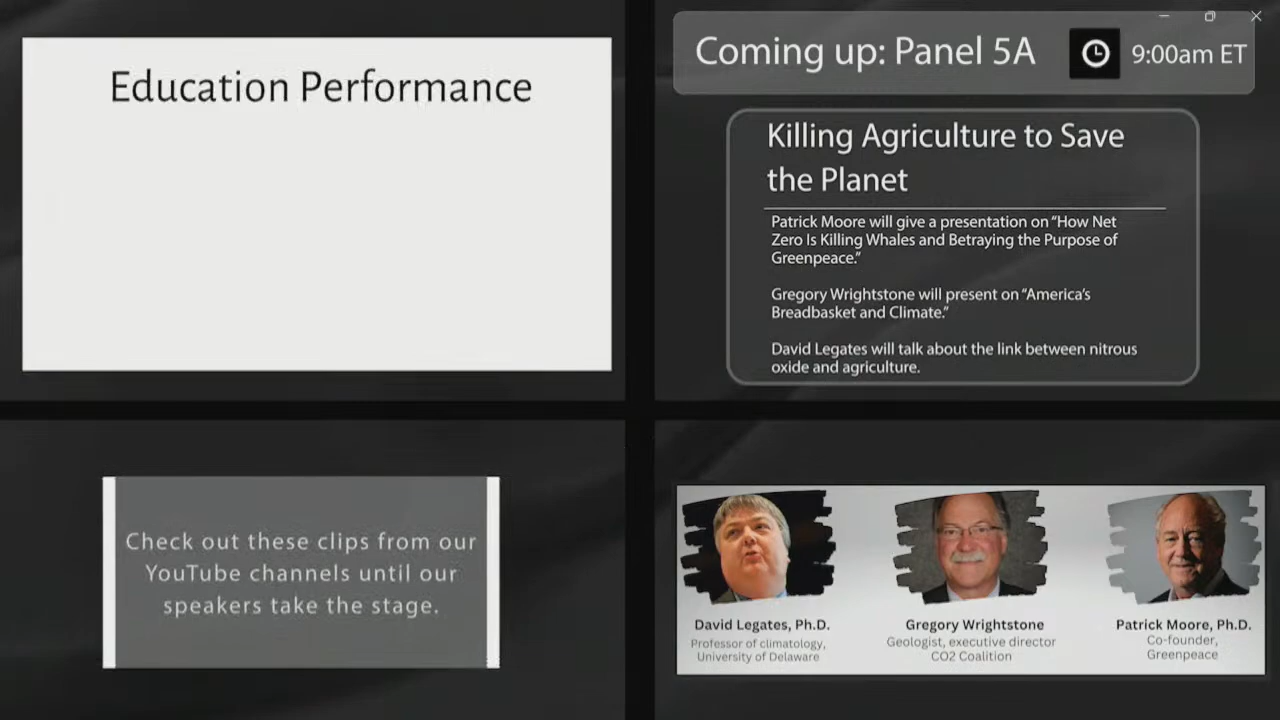 Education Performance
Coming up: Panel 5A
9:00am ET
Killing Agriculture to Save
the Planet
Patrick Moore will give a presentation on “How Net
Zero Is Killing Whales and Betraying the Purpose of
Greenpeace.”
Gregory Wrightstone will present on “America’s
Breadbasket and Climate.”
David Legates will talk about the link between nitrous
oxide and agriculture.
Check out these clips from our
YouTube channels until our
speakers take the stage.
David Legates, Ph.D.
Professor of climatology,
University of Delaware
Gregory Wrightstone
Geologist, executive director
CO2 Coalition
Patrick Moore, Ph.D.
Co-founder,
Greenpeace